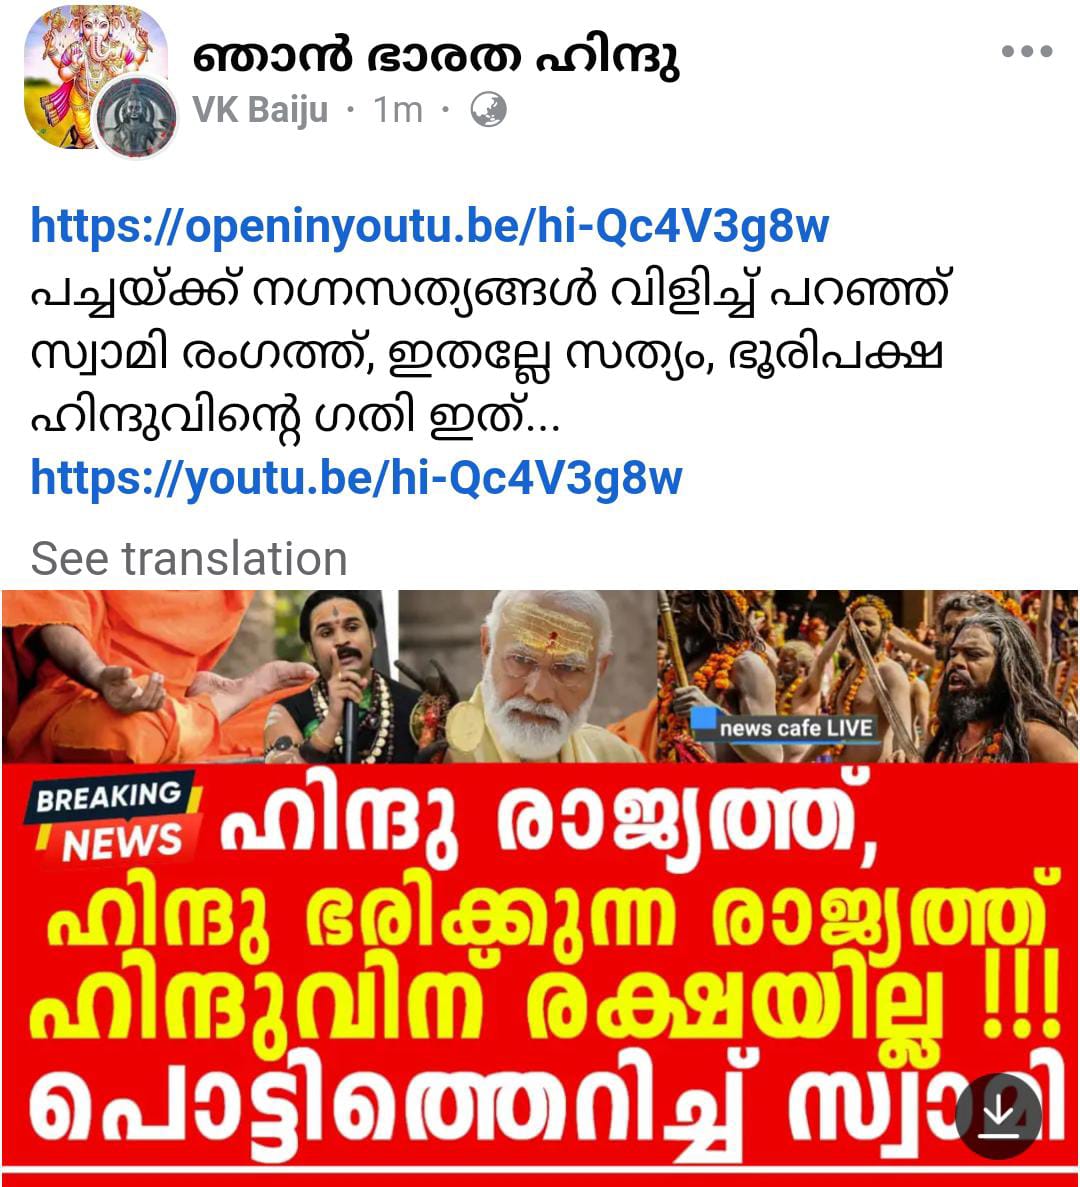 ഞാൻ ഭാരത ഹിന്ദു
VK Baiju · 1m ·
https://openinyoutu.be/hi-Qc4V3g8w
പച്ചയ്ക്ക് നഗ്നസത്യങ്ങൾ വിളിച്ച് പറഞ്ഞ്
സ്വാമി രംഗത്ത്, ഇതല്ലേ സത്യം, ഭൂരിപക്ഷ
ഹിന്ദുവിന്റെ ഗതി ഇത്...
https://youtu.be/hi-Qc4V3g8w
See translation
news cafe LIVE
BREAKING
NEWS
ഹിന്ദു രാജ്യത്ത്,
ഹിന്ദു ഭരിക്കുന്ന രാജ്യത്ത്
ഹിന്ദുവിന് രക്ഷയില്ല !!!
പൊട്ടിത്തെറിച്ച് സ്വാമി